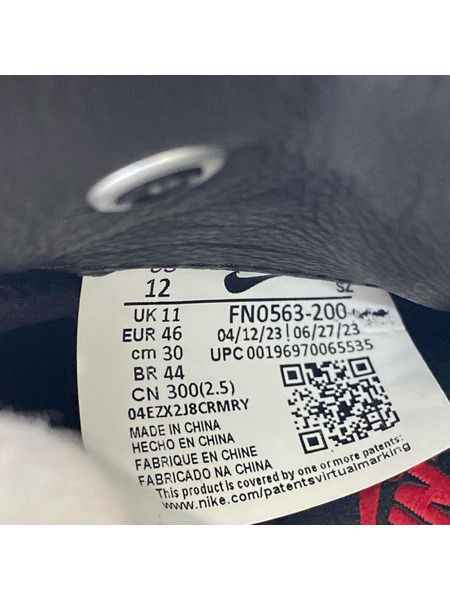 US
12
SZ
UK 11
FN0563-200
EUR 46
04/12/23 | 06/27/23
cm 30
UPC 00196970065535
BR 44
CN 300(2.5)
04EZX2J8CRMRY
MADE IN CHINA
HECHO EN CHINA
FABRIQUE EN CHINE
FABRICADO NA CHINA
This product is covered by one or more patents:
www.nike.com/patentsvirtualmarking